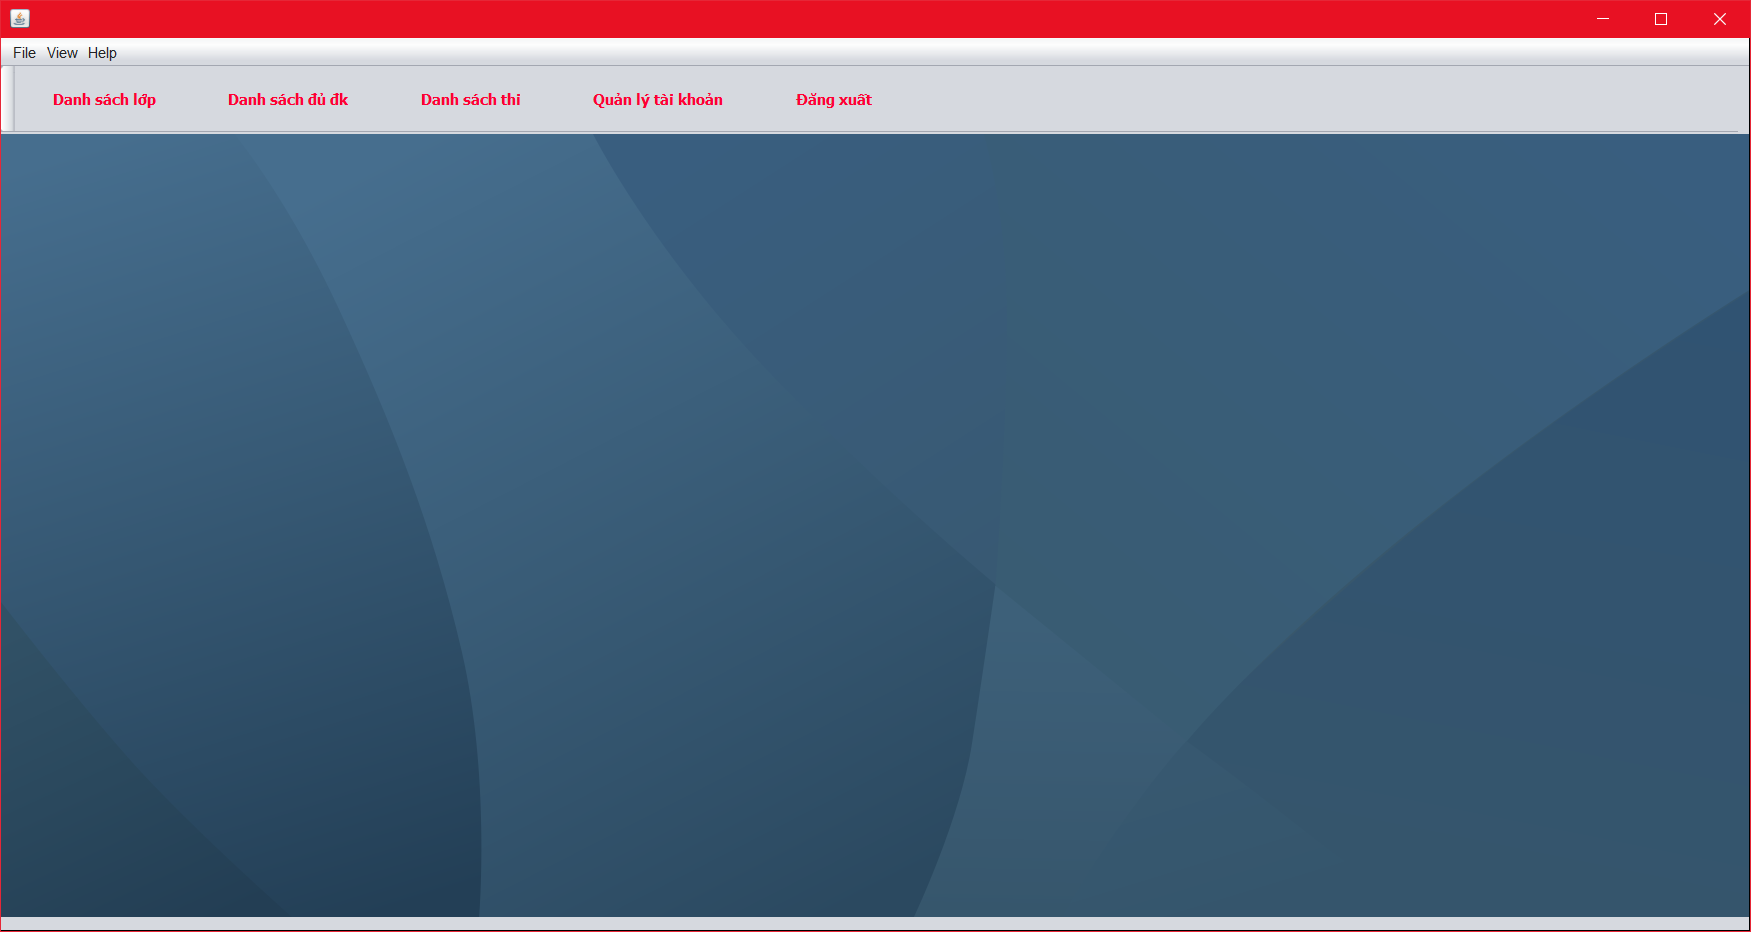 File View Help
Danh sách lớp Danh sách đủ đk Danh sách thi Quản lý tài khoản Đăng xuất